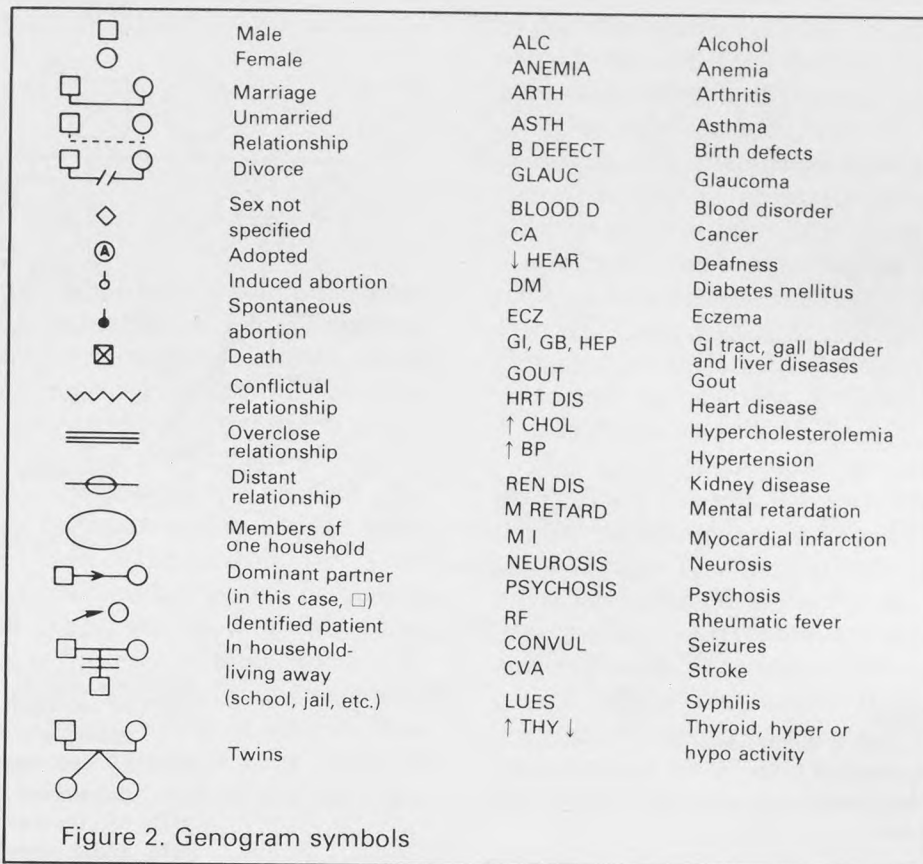 Male
Female
Marriage
Unmarried
Relationship
Divorce
Sex not
specified
A
Adopted
Induced abortion
Spontaneous
abortion
Death
Conflictual
relationship
Overclose
relationship
Distant
relationship
Members of
one household
Dominant partner
(in this case, □)
Identified patient
In household-
living away
(school, jail, etc.)
Twins
ALC Alcohol
ANEMIA Anemia
ARTH Arthritis
ASTH Asthma
B DEFECT Birth defects
GLAUC Glaucoma
BLOOD D Blood disorder
CA Cancer
↓ HEAR Deafness
DM Diabetes mellitus
ECZ Eczema
GI, GB, HEP GI tract, gall bladder
and liver diseases
GOUT Gout
HRT DIS Heart disease
↑ CHOL Hypercholesterolemia
↑ BP Hypertension
REN DIS Kidney disease
M RETARD Mental retardation
M I Myocardial infarction
NEUROSIS Neurosis
PSYCHOSIS Psychosis
RF Rheumatic fever
CONVUL Seizures
CVA Stroke
LUES Syphilis
↑ THY ↓ Thyroid, hyper or
hypo activity
Figure 2. Genogram symbols